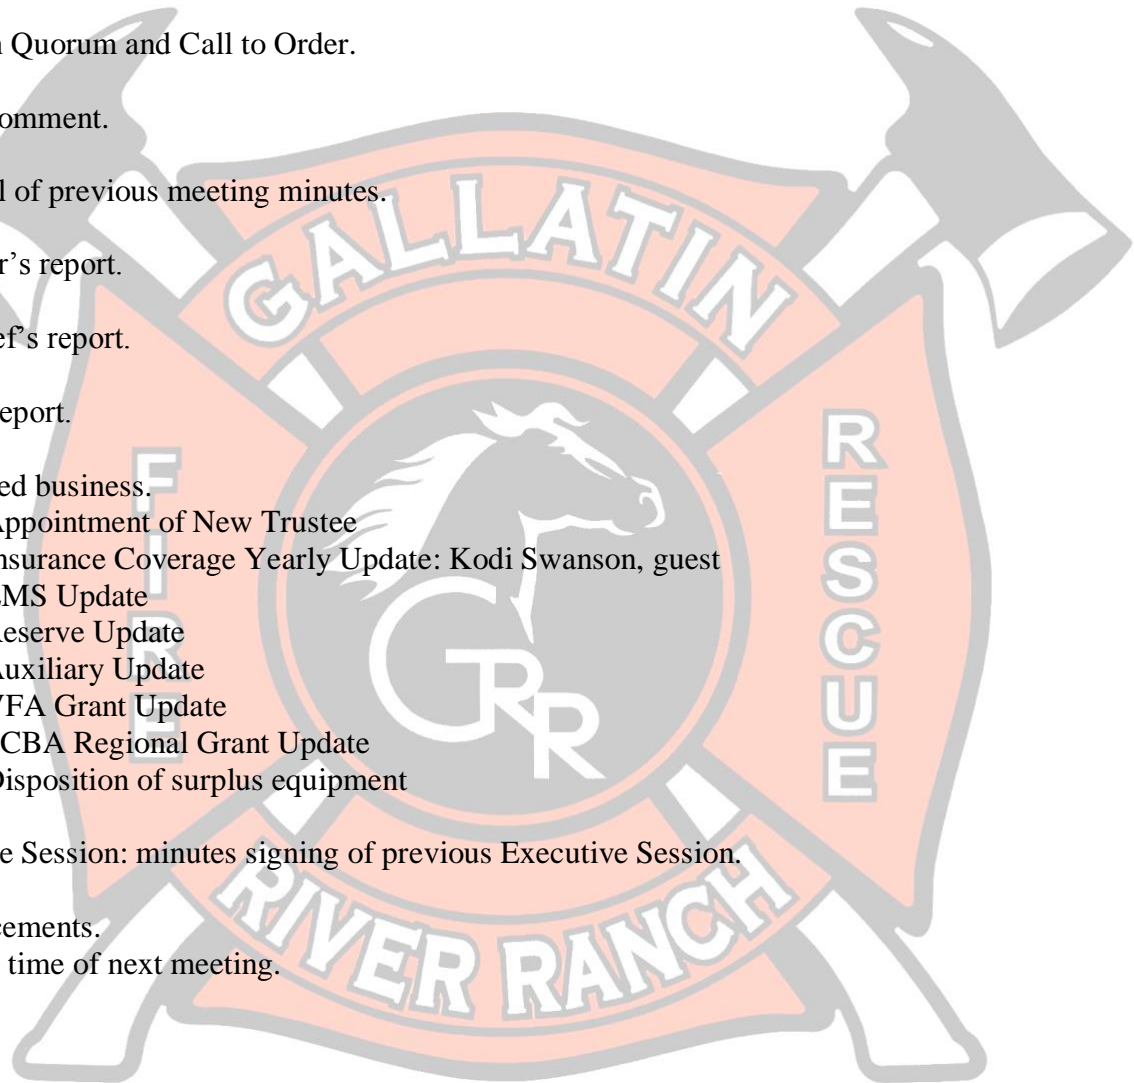 Quorum and Call to Order.
omment.
l of previous meeting minutes.
r’s report.
ef’s report.
eport.
ed business.
Appointment of New Trustee
nsurance Coverage Yearly Update: Kodi Swanson, guest
EMS Update
Reserve Update
Auxiliary Update
VFA Grant Update
CBA Regional Grant Update
Disposition of surplus equipment
e Session: minutes signing of previous Executive Session.
cements.
time of next meeting.
GALLATIN
FIRE
RESCUE
GRR
RIVER RANCH